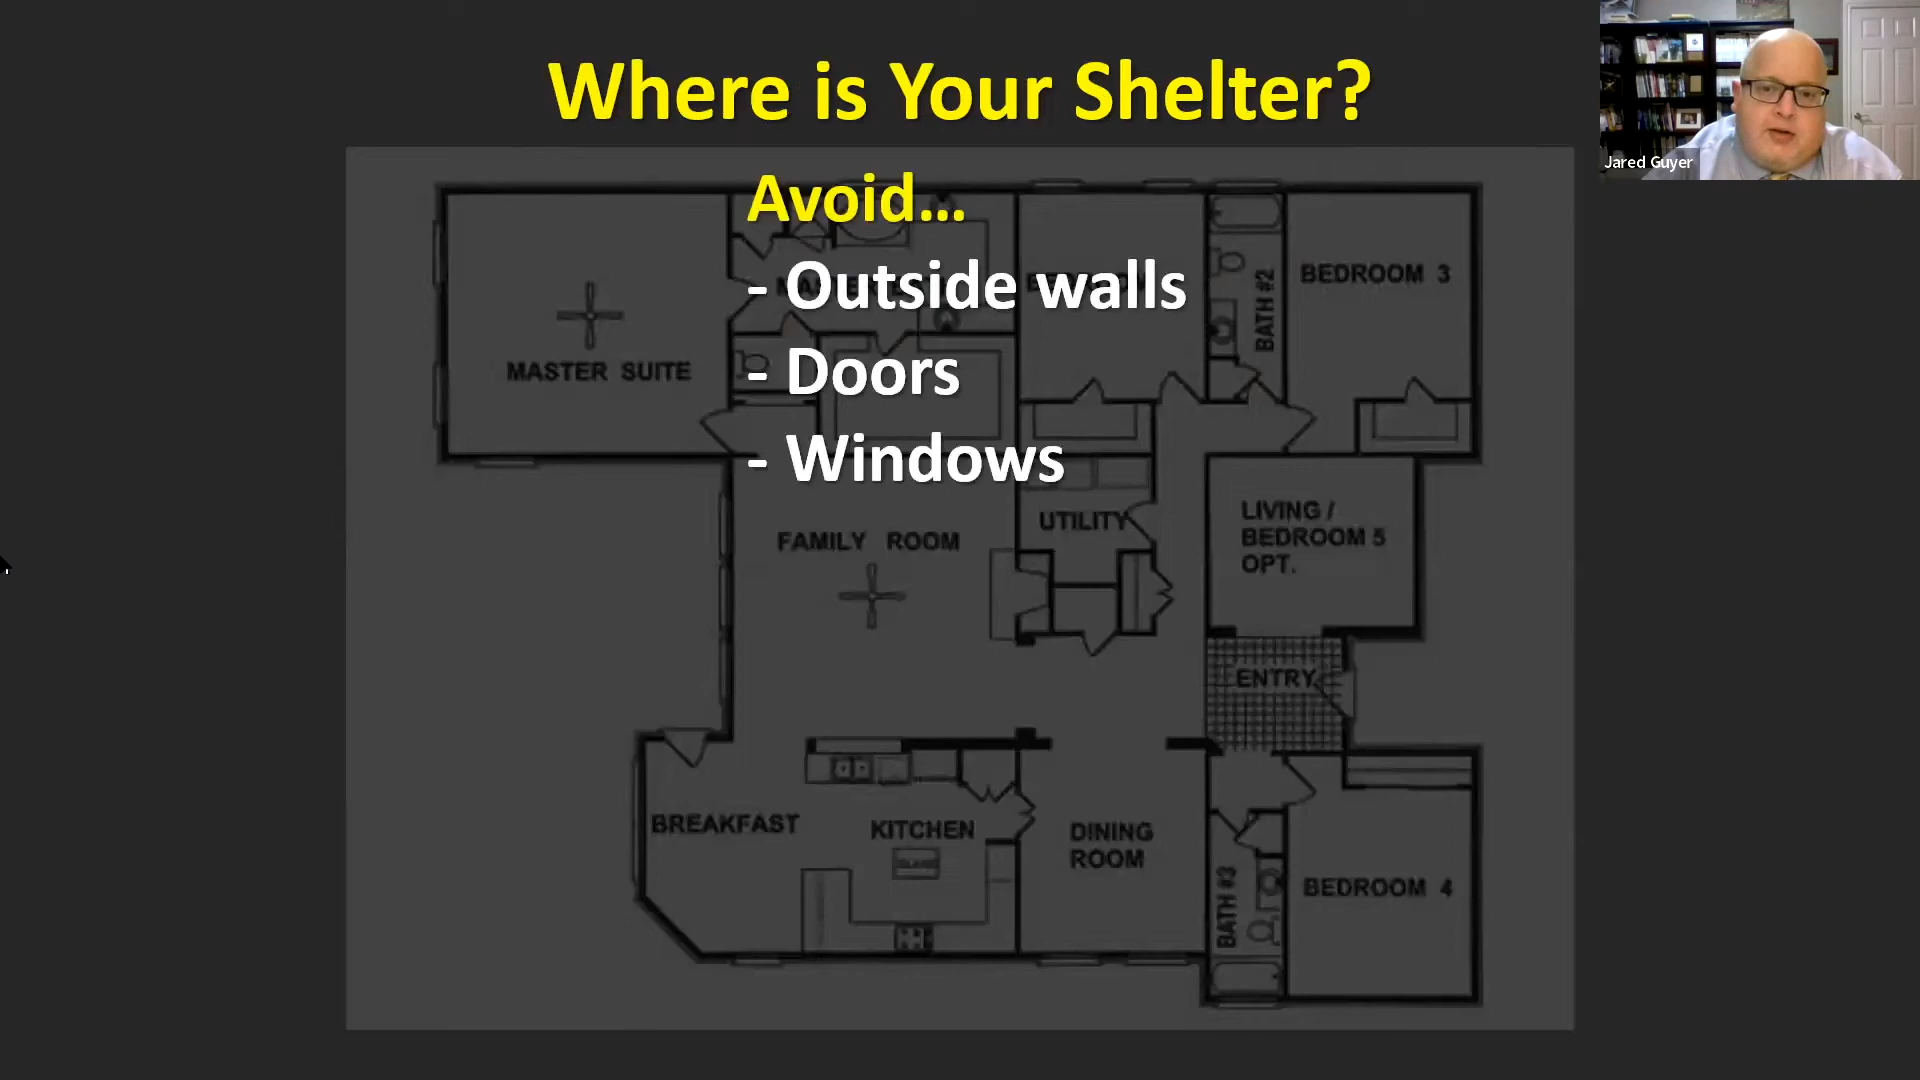 Where is Your Shelter?
Jared Guyer
Avoid...
- Outside walls
- Doors
- Windows
MASTER SUITE
BATH #2
BEDROOM 3
FAMILY ROOM
UTILITY
LIVING /
BEDROOM 5
OPT.
ENTRY
BREAKFAST
KITCHEN
DINING
ROOM
BATH #3
BEDROOM 4